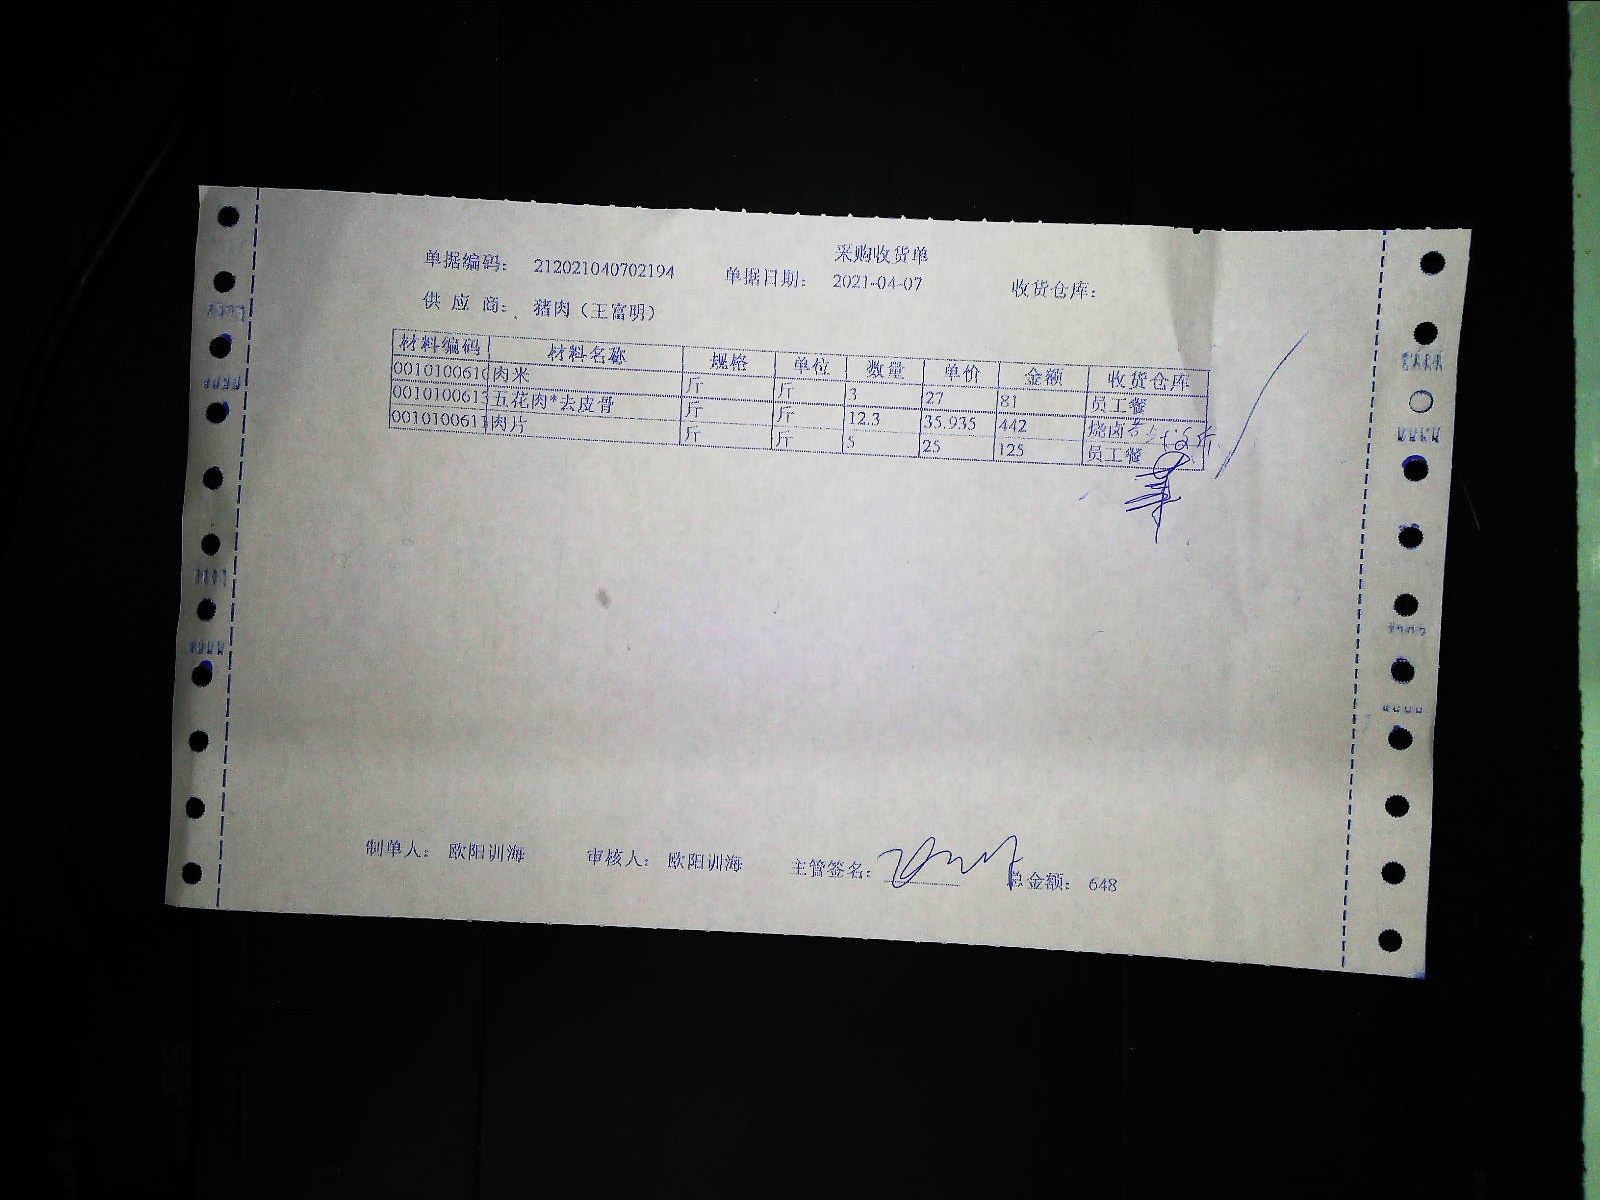 采购收货单
单据编码： 212021040702194 单据日期： 2021-04-07 收货仓库：
供 应 商： 猪肉（王富明）
材料编码 材料名称 规格 单位 数量 单价 金额 收货仓库
0010100610 肉米 斤 斤 3 27 81 员工餐
0010100613 五花肉*去皮骨 斤 斤 12.3 35.935 442 烧卤
0010100611 肉片 斤 斤 5 25 125 员工餐
制单人： 欧阳训海 审核人： 欧阳训海 主管签名： 总金额： 648